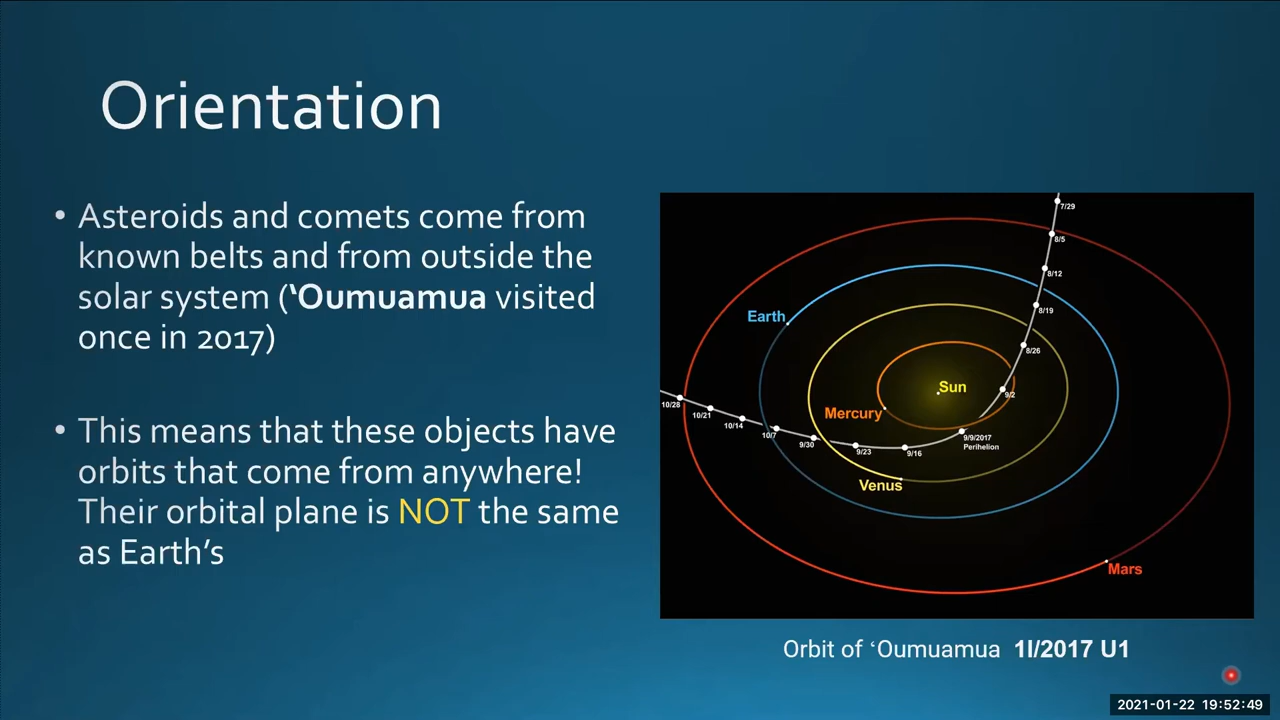 Orientation
• Asteroids and comets come from
known belts and from outside the
solar system (‘Oumuamua visited
once in 2017)
• This means that these objects have
orbits that come from anywhere!
Their orbital plane is NOT the same
as Earth’s
7/29
8/5
8/12
Earth
8/19
8/26
Sun
9/2
Mercury
10/28
10/21
10/14
10/7
9/30
9/23
9/16
9/9/2017
Perihelion
Venus
Mars
Orbit of ‘Oumuamua 1I/2017 U1
2021-01-22 19:52:49